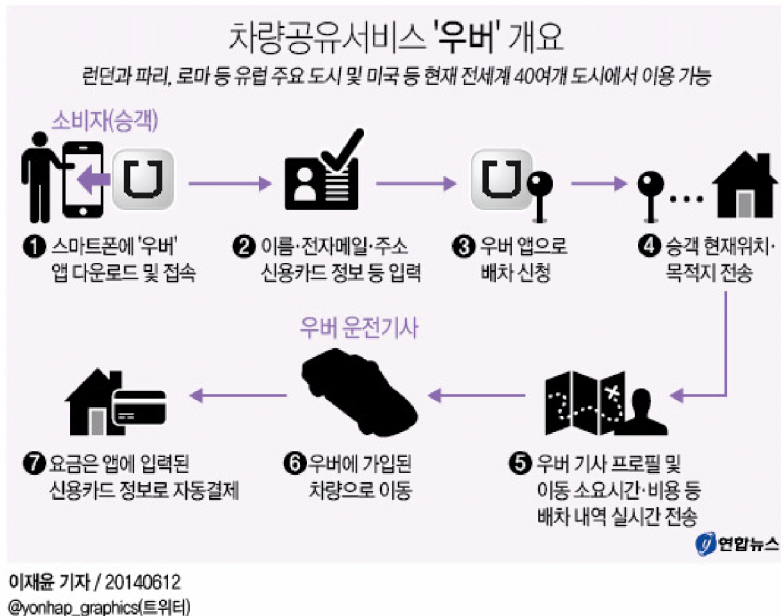 차량공유서비스 '우버' 개요
런던과 파리, 로마 등 유럽 주요 도시 및 미국 등 현재 전세계 40여개 도시에서 이용 가능
소비자(승객)
❶ 스마트폰에 '우버'
앱 다운로드 및 접속
❷ 이름·전자메일·주소
신용카드 정보 등 입력
❸ 우버 앱으로
배차 신청
❹ 승객 현재위치·
목적지 전송
우버 운전기사
❼ 요금은 앱에 입력된
신용카드 정보로 자동결제
❻ 우버에 가입된
차량으로 이동
❺ 우버 기사 프로필 및
이동 소요시간·비용 등
배차 내역 실시간 전송
연합뉴스
이재윤 기자 / 20140612
@yonhap_graphics(트위터)